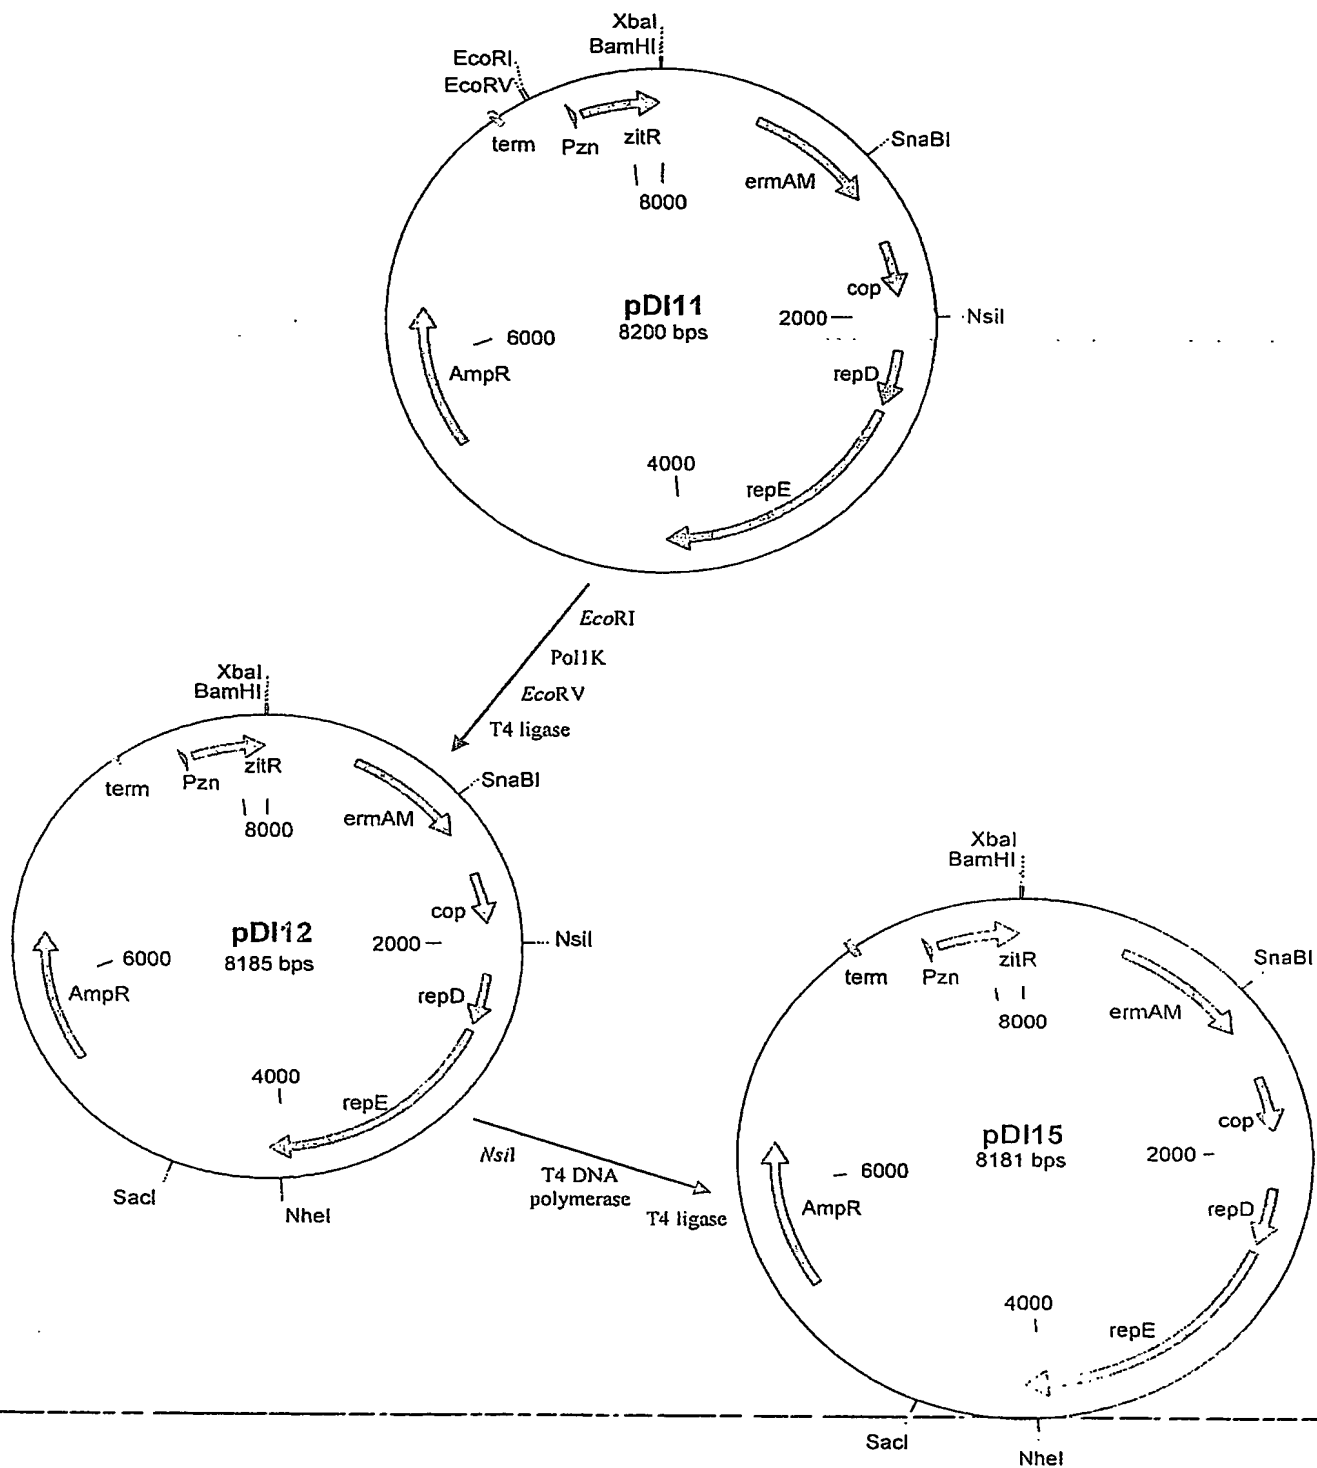 XbaI
BamHI
EcoRI
EcoRV
term
Pzn
zitR
8000
ermAM
SnaBI
cop
pDI11
8200 bps
2000
NsiI
6000
AmpR
repD
4000
repE
EcoRI
Pol1K
EcoRV
T4 ligase
XbaI
BamHI
term
Pzn
zitR
8000
ermAM
SnaBI
cop
pDI12
8185 bps
2000
NsiI
6000
AmpR
repD
4000
repE
SacI
NheI
NsiI
T4 DNA
polymerase
T4 ligase
XbaI
BamHI
term
Pzn
zitR
8000
ermAM
SnaBI
cop
pDI15
8181 bps
2000
6000
AmpR
repD
4000
repE
SacI
NheI